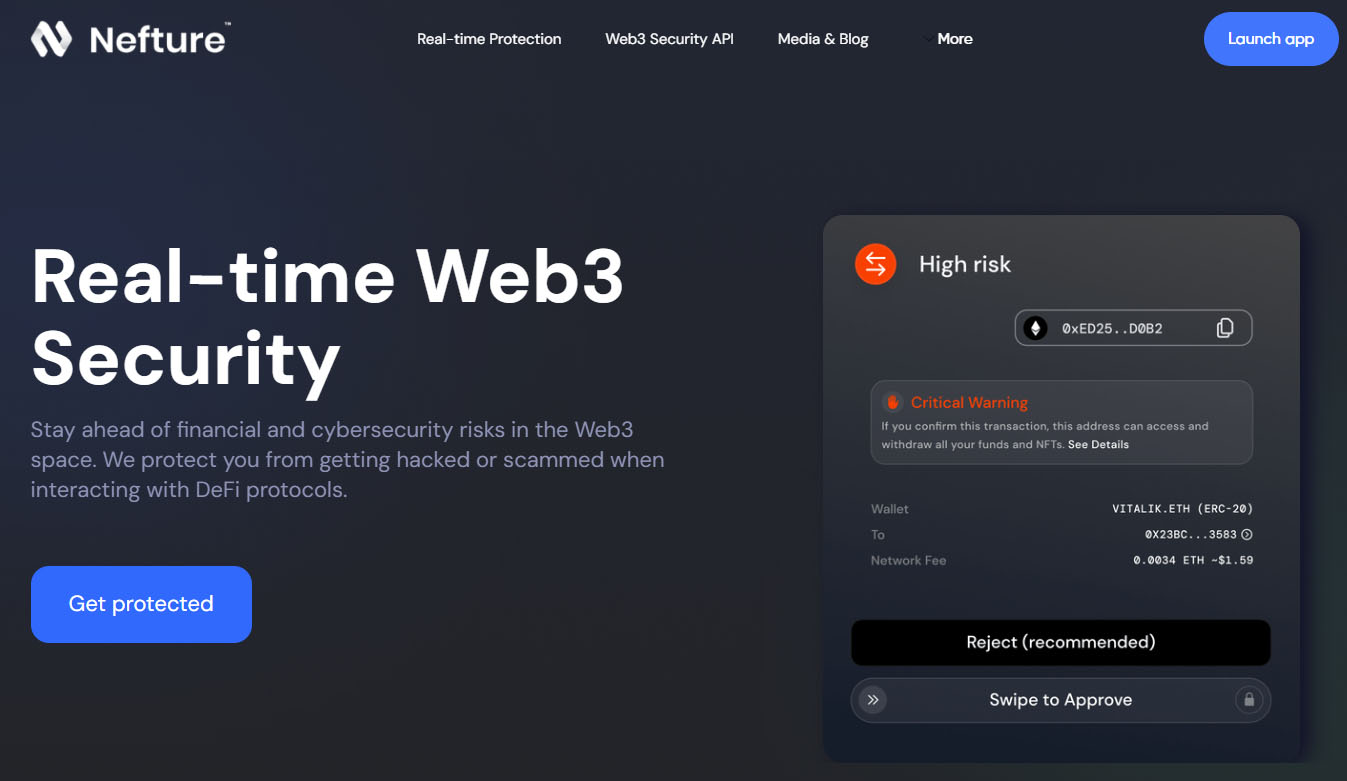 Nefture™
Real-time Protection
Web3 Security API
Media & Blog
More
Launch app
Real-time Web3
Security
Stay ahead of financial and cybersecurity risks in the Web3
space. We protect you from getting hacked or scammed when
interacting with DeFi protocols.
Get protected
High risk
0xED25..D0B2
Critical Warning
If you confirm this transaction, this address can access and
withdraw all your funds and NFTs. See Details
Wallet VITALIK.ETH (ERC-20)
To 0X23BC...3583
Network Fee 0.0034 ETH ~$1.59
Reject (recommended)
Swipe to Approve